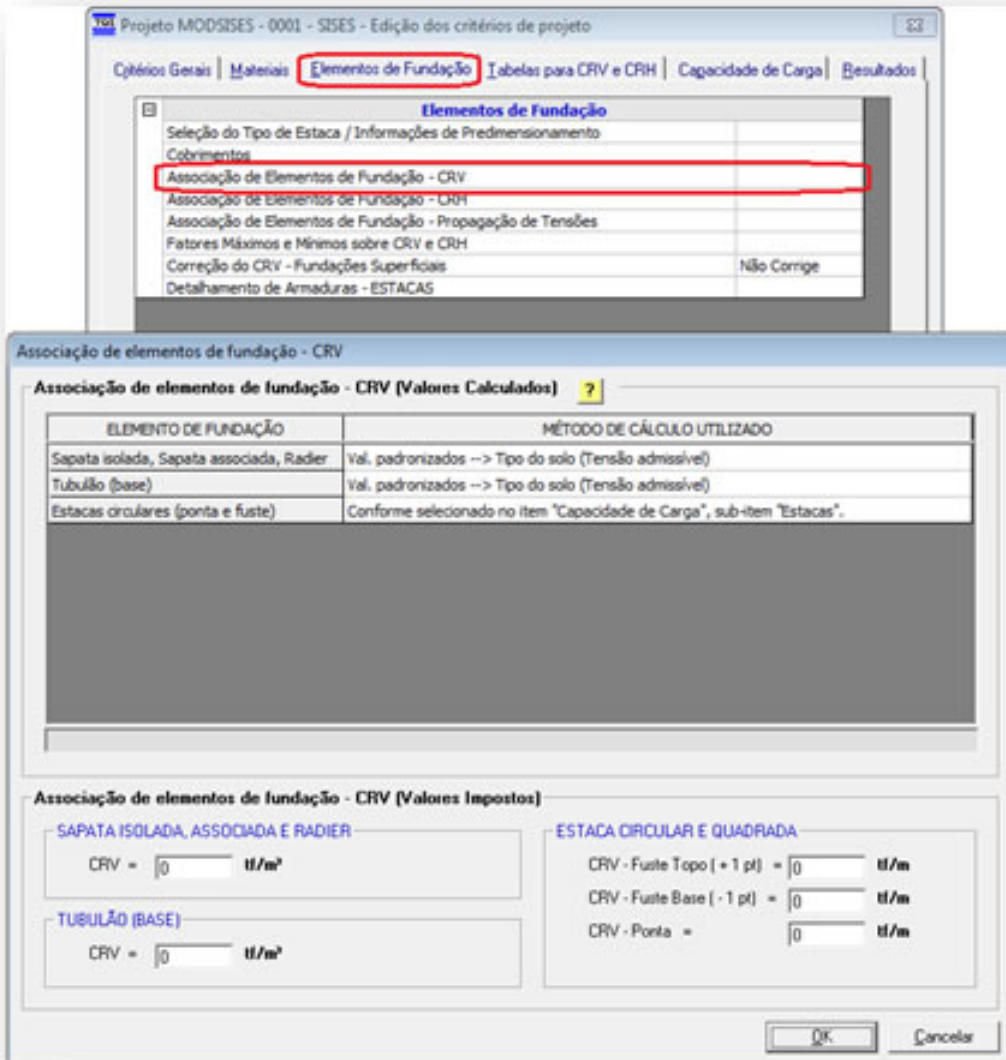 TQS Projeto MODSISES - 0001 - SISES - Edição dos critérios de projeto
Critérios Gerais Materiais Elementos de Fundação Tabelas para CRV e CRH Capacidade de Carga Resultados
Elementos de Fundação
Seleção do Tipo de Estaca / Informações de Predimensionamento
Cobrimentos
Associação de Elementos de Fundação - CRV
Associação de Elementos de Fundação - CRH
Associação de Elementos de Fundação - Propagação de Tensões
Fatores Máximos e Mínimos sobre CRV e CRH
Correção do CRV - Fundações Superficiais Não Corrige
Detalhamento de Armaduras - ESTACAS
Associação de elementos de fundação - CRV
Associação de elementos de fundação - CRV (Valores Calculados) ?
ELEMENTO DE FUNDAÇÃO MÉTODO DE CÁLCULO UTILIZADO
Sapata isolada, Sapata associada, Radier Val. padronizados --> Tipo do solo (Tensão admissível)
Tubulão (base) Val. padronizados --> Tipo do solo (Tensão admissível)
Estacas circulares (ponta e fuste) Conforme selecionado no item "Capacidade de Carga", sub-item "Estacas".
Associação de elementos de fundação - CRV (Valores Impostos)
SAPATA ISOLADA, ASSOCIADA E RADIER
CRV = 0 tf/m³
TUBULÃO (BASE)
CRV = 0 tf/m³
ESTACA CIRCULAR E QUADRADA
CRV - Fuste Topo ( + 1 pt) = 0 tf/m
CRV - Fuste Base ( - 1 pt) = 0 tf/m
CRV - Ponta = 0 tf/m
OK Cancelar